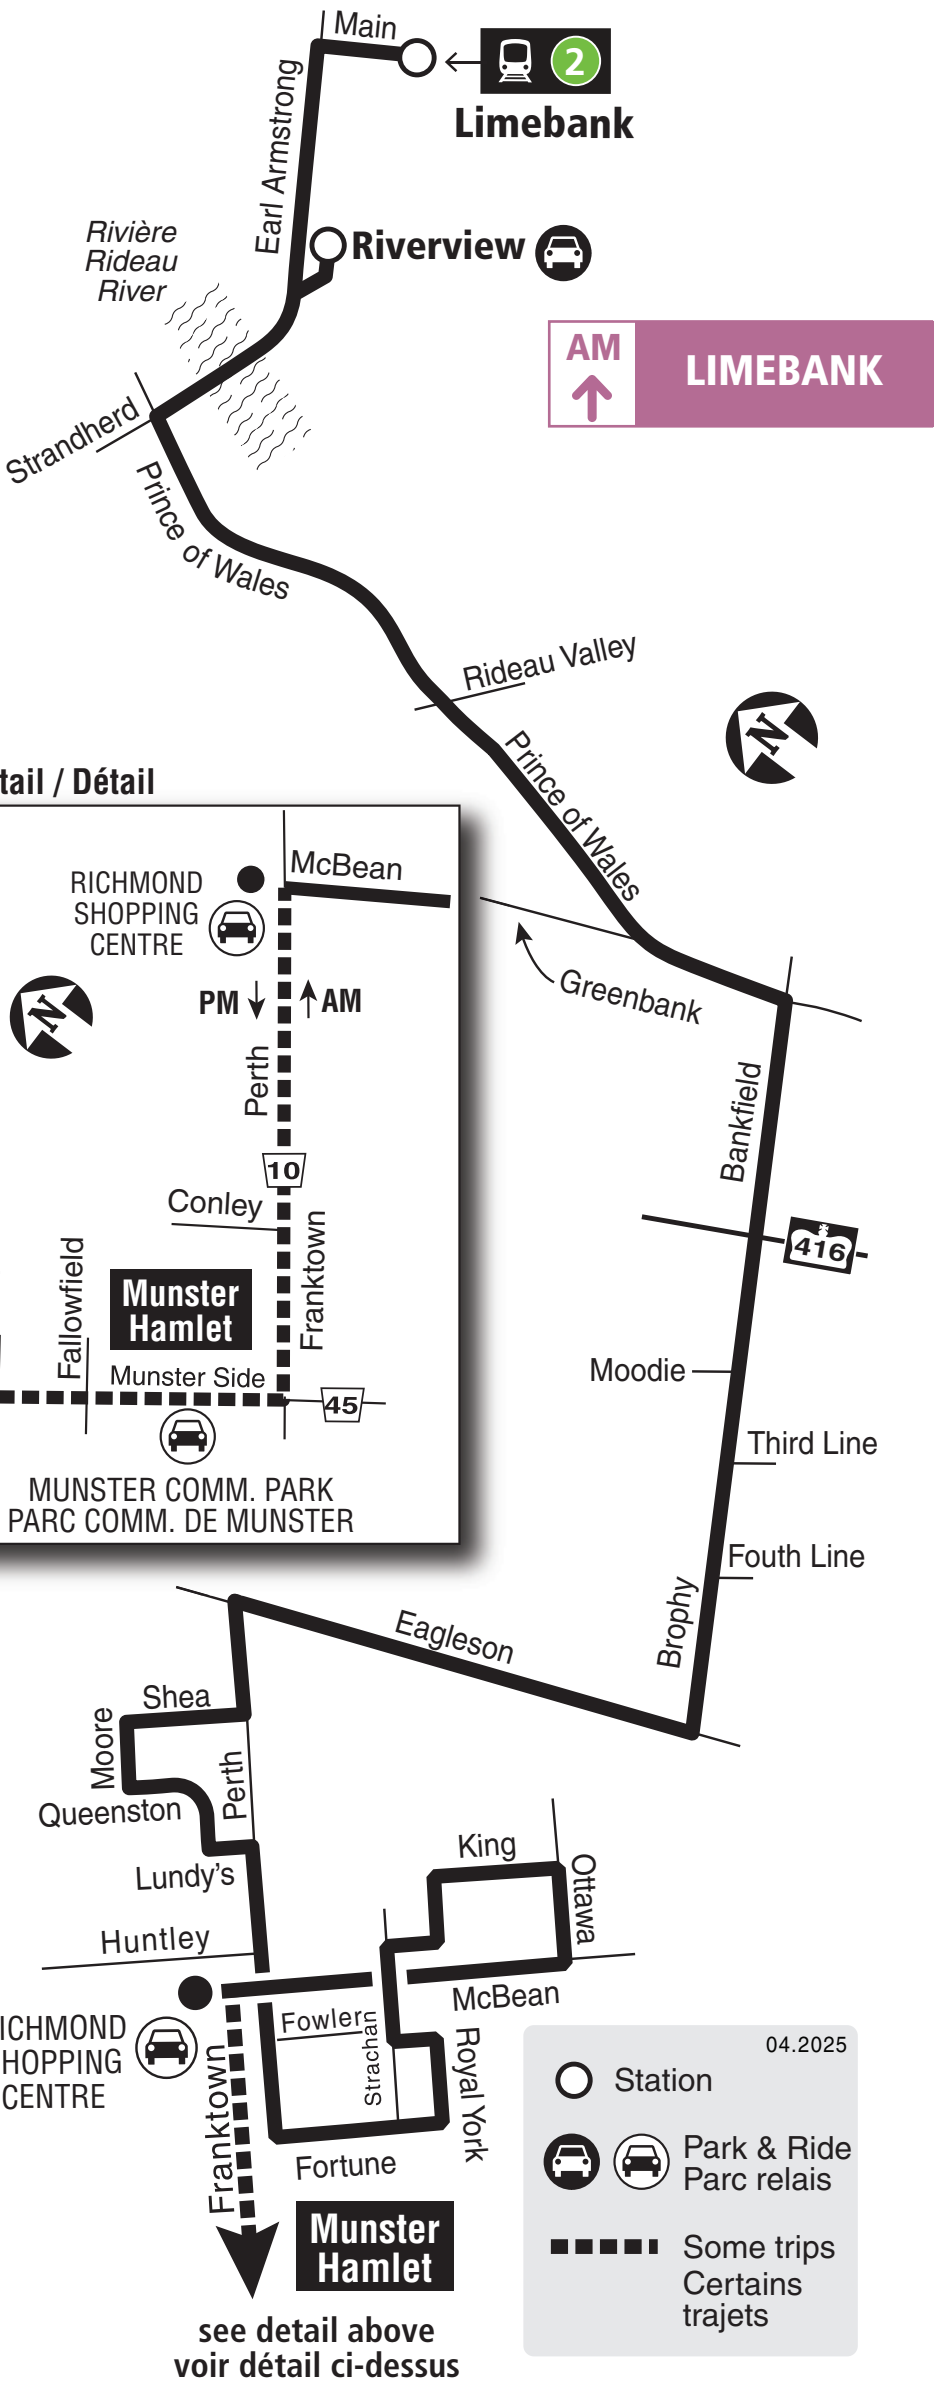 Main
2
Limebank
Earl Armstrong
Rivière
Rideau
River
Riverview
AM
LIMEBANK
Strandherd
Prince of Wales
Rideau Valley
N
Prince of Wales
tail / Détail
McBean
RICHMOND
SHOPPING
CENTRE
N
PM
AM
Perth
10
Conley
Franktown
Fallowfield
Munster
Hamlet
Munster Side
45
MUNSTER COMM. PARK
PARC COMM. DE MUNSTER
Greenbank
Bankfield
416
Moodie
Third Line
Fouth Line
Brophy
Eagleson
Shea
Moore
Perth
Queenston
Lundy's
King
Ottawa
Huntley
McBean
ICHMOND
HOPPING
CENTRE
Fowler
Strachan
Royal York
Franktown
Fortune
Munster
Hamlet
see detail above
voir détail ci-dessus
04.2025
Station
Park & Ride
Parc relais
Some trips
Certains
trajets